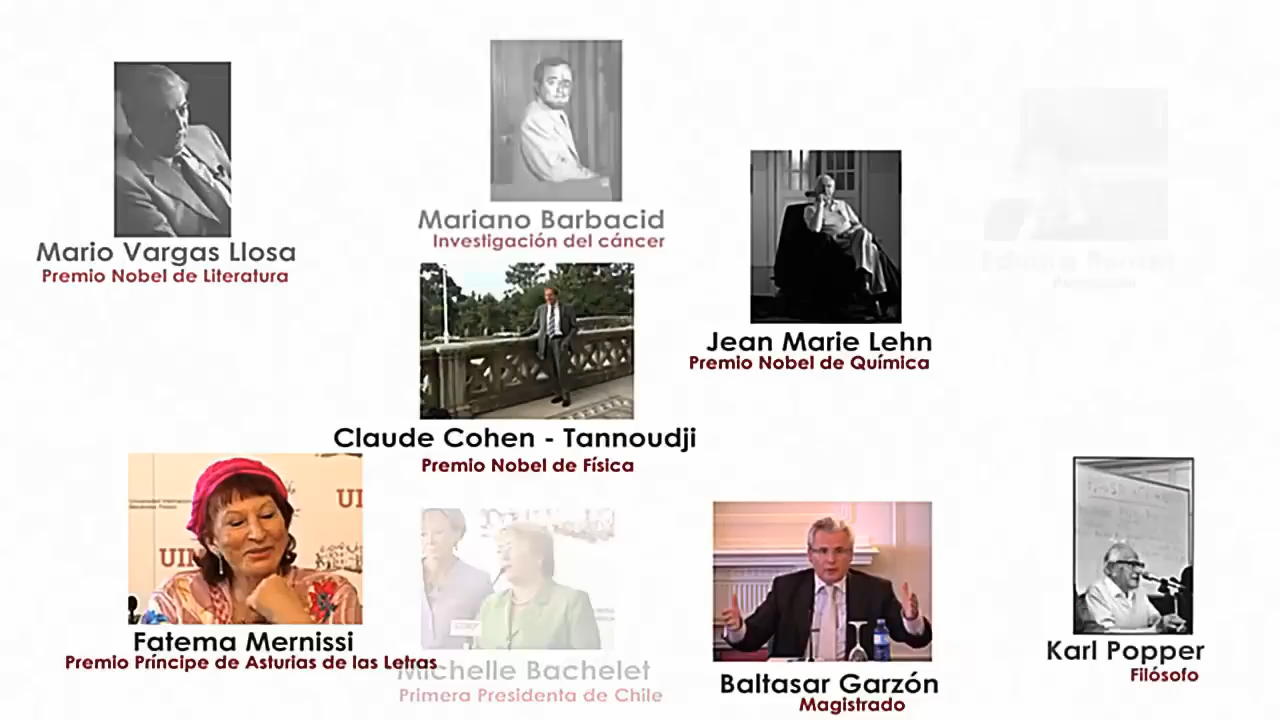 Mario Vargas Llosa
Premio Nobel de Literatura
Mariano Barbacid
Investigación del cáncer
Jean Marie Lehn
Premio Nobel de Química
Claude Cohen - Tannoudji
Premio Nobel de Física
UI
UIM
Fatema Mernissi
Premio Príncipe de Asturias de las Letras
Michelle Bachelet
Primera Presidenta de Chile
Baltasar Garzón
Magistrado
Karl Popper
Filósofo